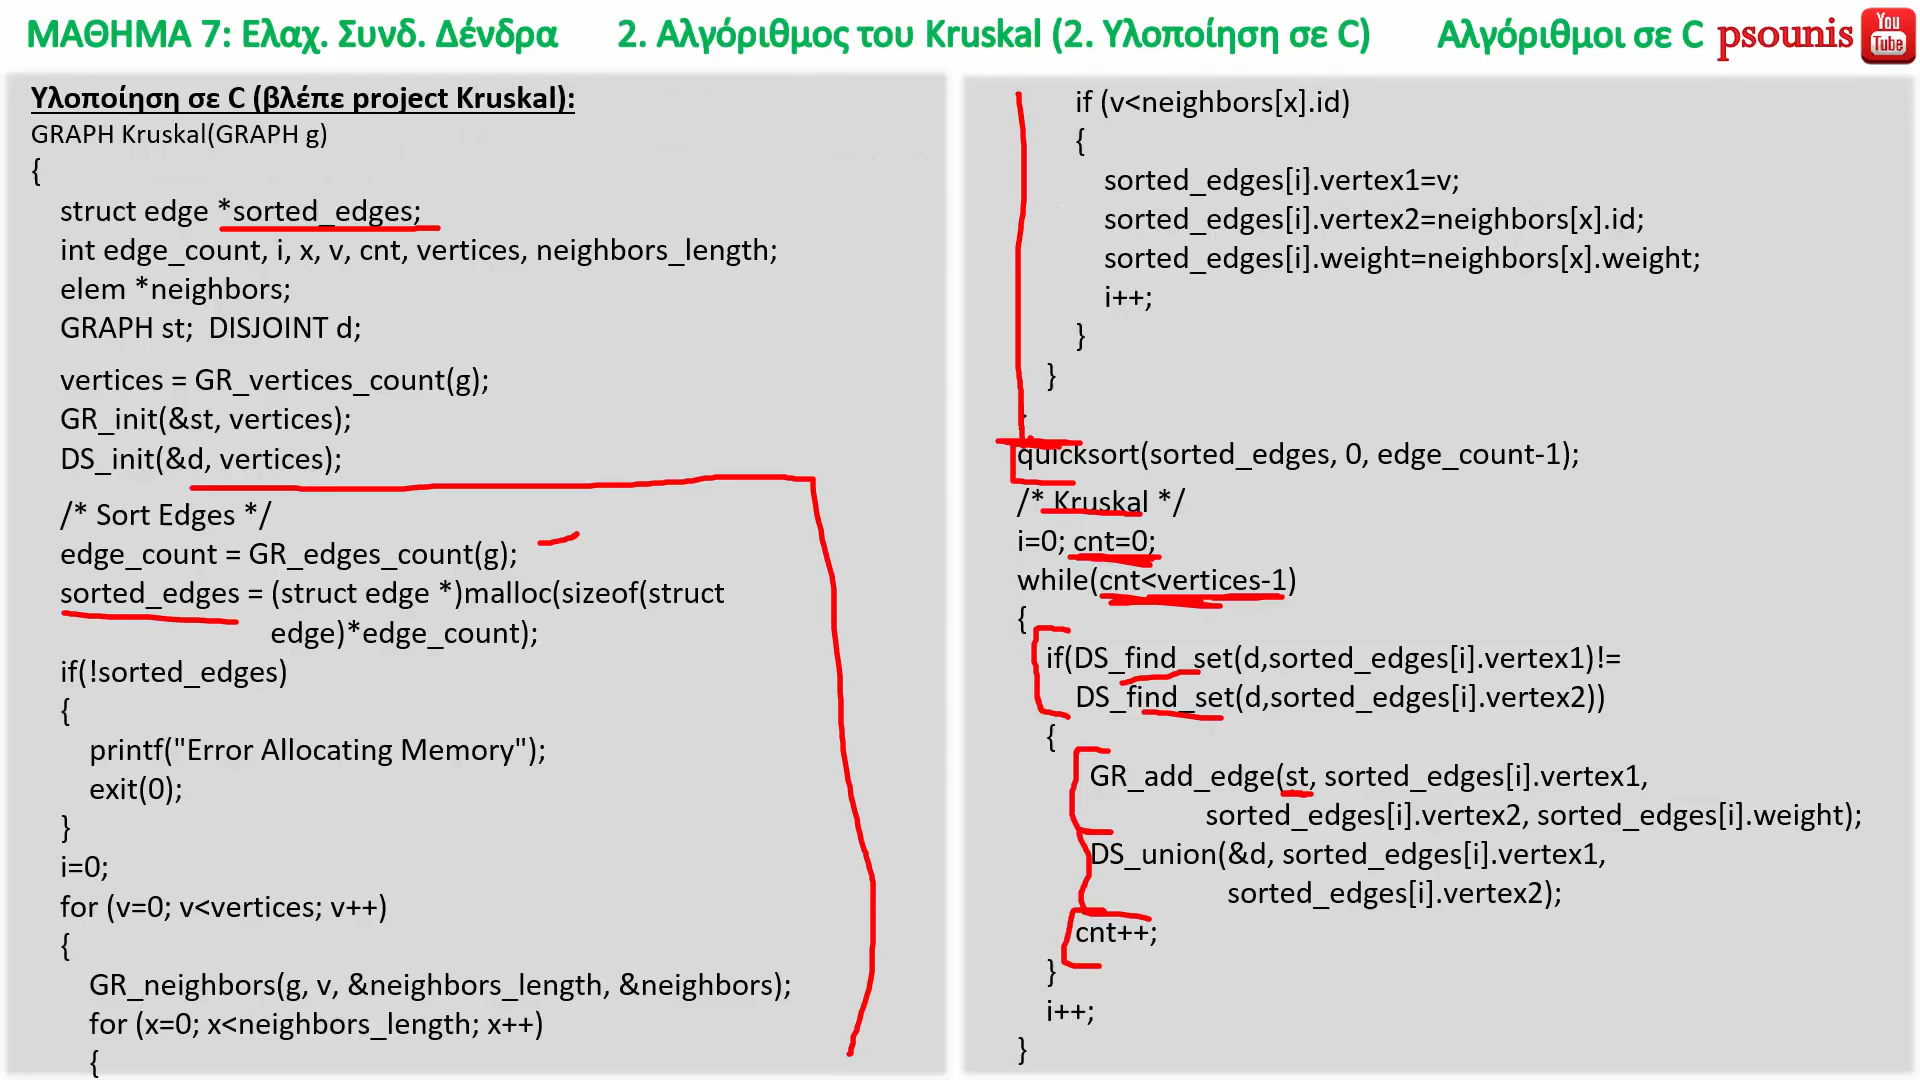 ΜΑΘΗΜΑ 7: Ελαχ. Συνδ. Δένδρα 2. Αλγόριθμος του Kruskal (2. Υλοποίηση σε C) Αλγόριθμοι σε C psounis You Tube
Υλοποίηση σε C (βλέπε project Kruskal):
GRAPH Kruskal(GRAPH g)
{
struct edge *sorted_edges;
int edge_count, i, x, v, cnt, vertices, neighbors_length;
elem *neighbors;
GRAPH st; DISJOINT d;
vertices = GR_vertices_count(g);
GR_init(&st, vertices);
DS_init(&d, vertices);
/* Sort Edges */
edge_count = GR_edges_count(g);
sorted_edges = (struct edge *)malloc(sizeof(struct
edge)*edge_count);
if(!sorted_edges)
{
printf("Error Allocating Memory");
exit(0);
}
i=0;
for (v=0; v<vertices; v++)
{
GR_neighbors(g, v, &neighbors_length, &neighbors);
for (x=0; x<neighbors_length; x++)
{
if (v<neighbors[x].id)
{
sorted_edges[i].vertex1=v;
sorted_edges[i].vertex2=neighbors[x].id;
sorted_edges[i].weight=neighbors[x].weight;
i++;
}
}
quicksort(sorted_edges, 0, edge_count-1);
/* Kruskal */
i=0; cnt=0;
while(cnt<vertices-1)
{
if(DS_find_set(d,sorted_edges[i].vertex1)!=
DS_find_set(d,sorted_edges[i].vertex2))
{
GR_add_edge(st, sorted_edges[i].vertex1,
sorted_edges[i].vertex2, sorted_edges[i].weight);
DS_union(&d, sorted_edges[i].vertex1,
sorted_edges[i].vertex2);
cnt++;
}
i++;
}